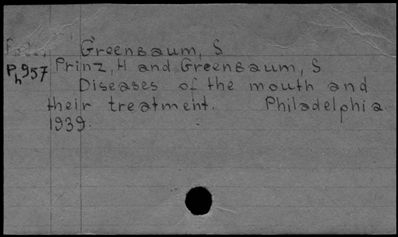 Greenbaum, S
Ph957 Prinz, H and Greenbaum, S
Diseases of the mouth and
their treatment. Philadelphia
1939.